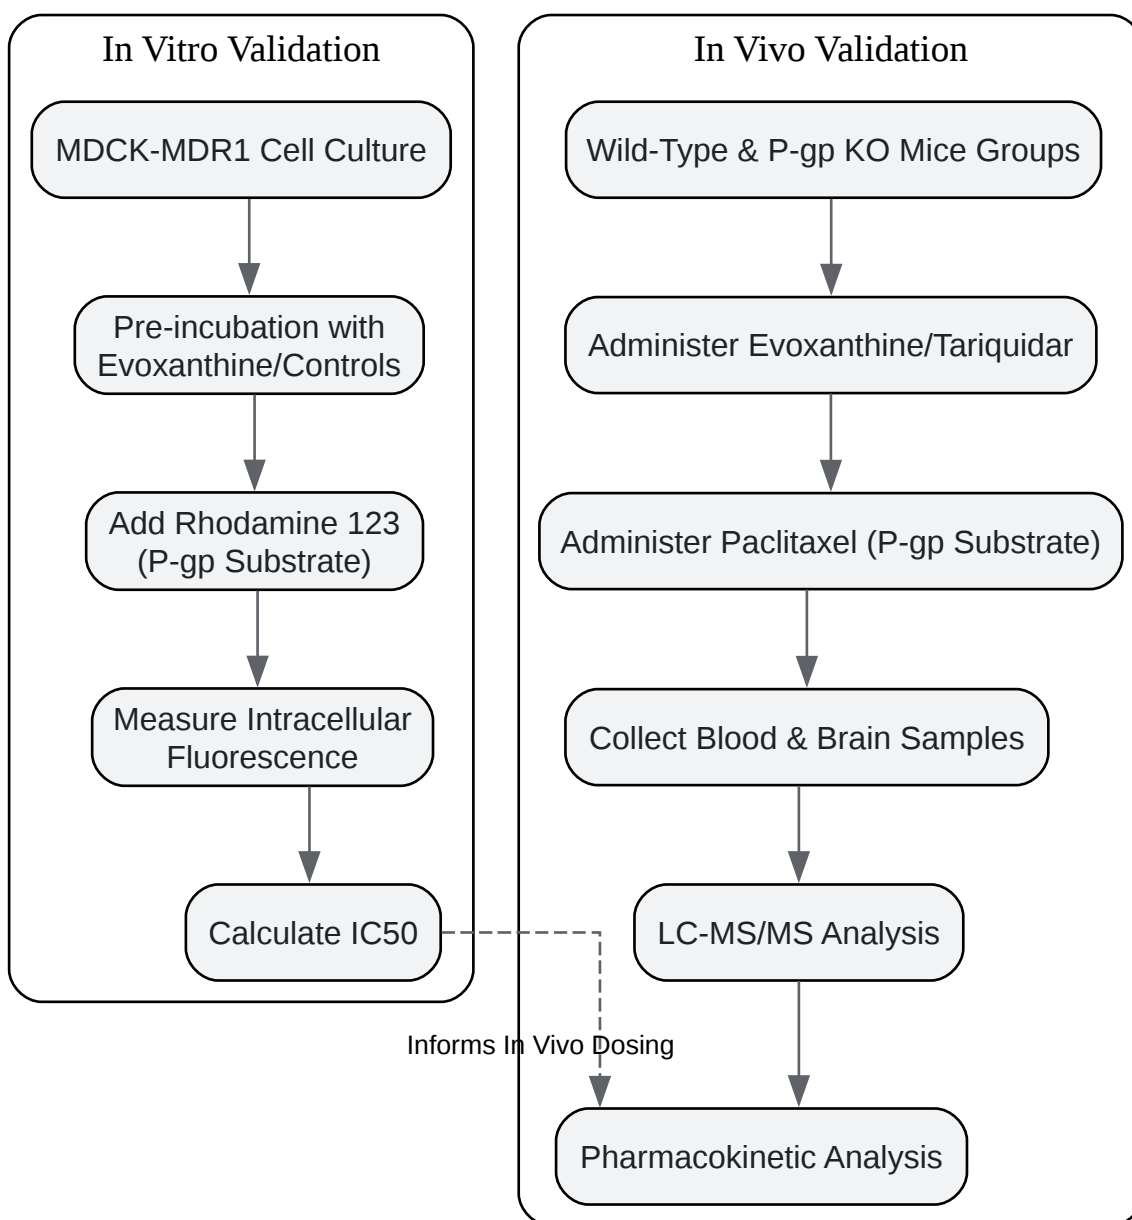 In Vitro Validation
MDCK-MDR1 Cell Culture
Pre-incubation with
Evoxanthine/Controls
Add Rhodamine 123
(P-gp Substrate)
Measure Intracellular
Fluorescence
Calculate IC50
Informs In Vivo Dosing
In Vivo Validation
Wild-Type & P-gp KO Mice Groups
Administer Evoxanthine/Tariquidar
Administer Paclitaxel (P-gp Substrate)
Collect Blood & Brain Samples
LC-MS/MS Analysis
Pharmacokinetic Analysis